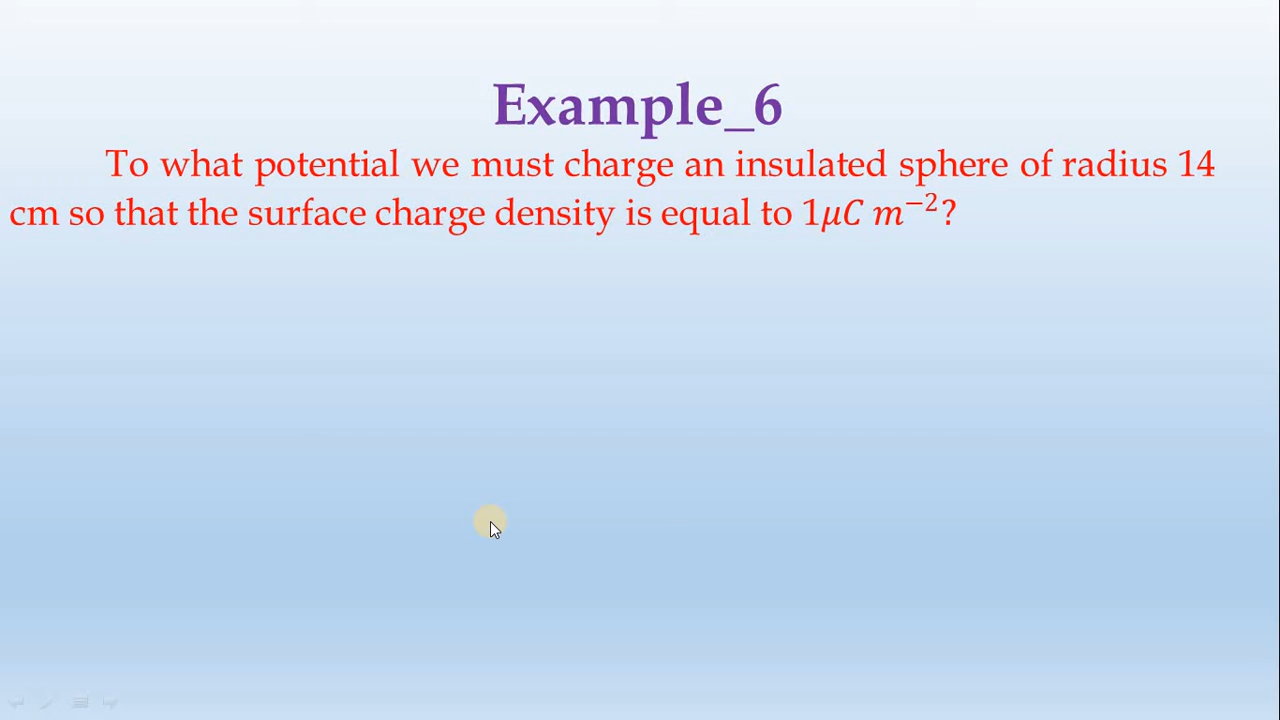 Example_6
To what potential we must charge an insulated sphere of radius 14
cm so that the surface charge density is equal to 1𝜇𝐶 𝑚⁻²?